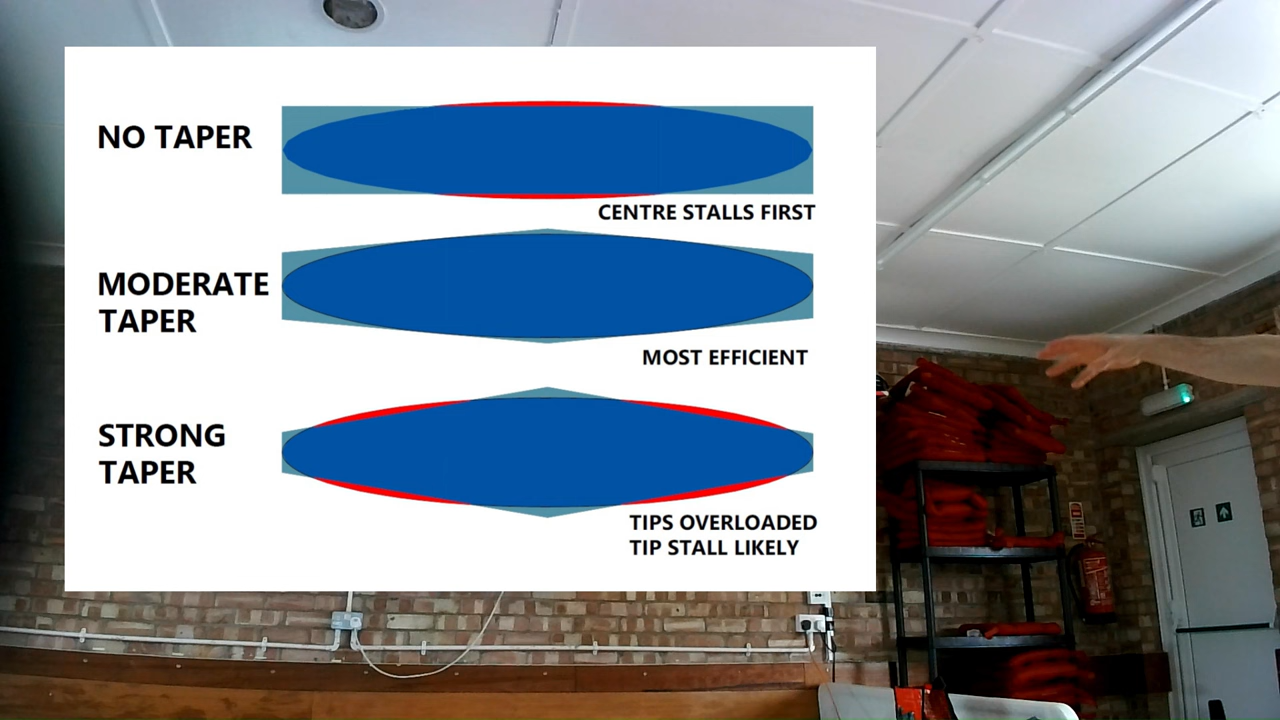 NO TAPER
CENTRE STALLS FIRST
MODERATE
TAPER
MOST EFFICIENT
STRONG
TAPER
TIPS OVERLOADED
TIP STALL LIKELY